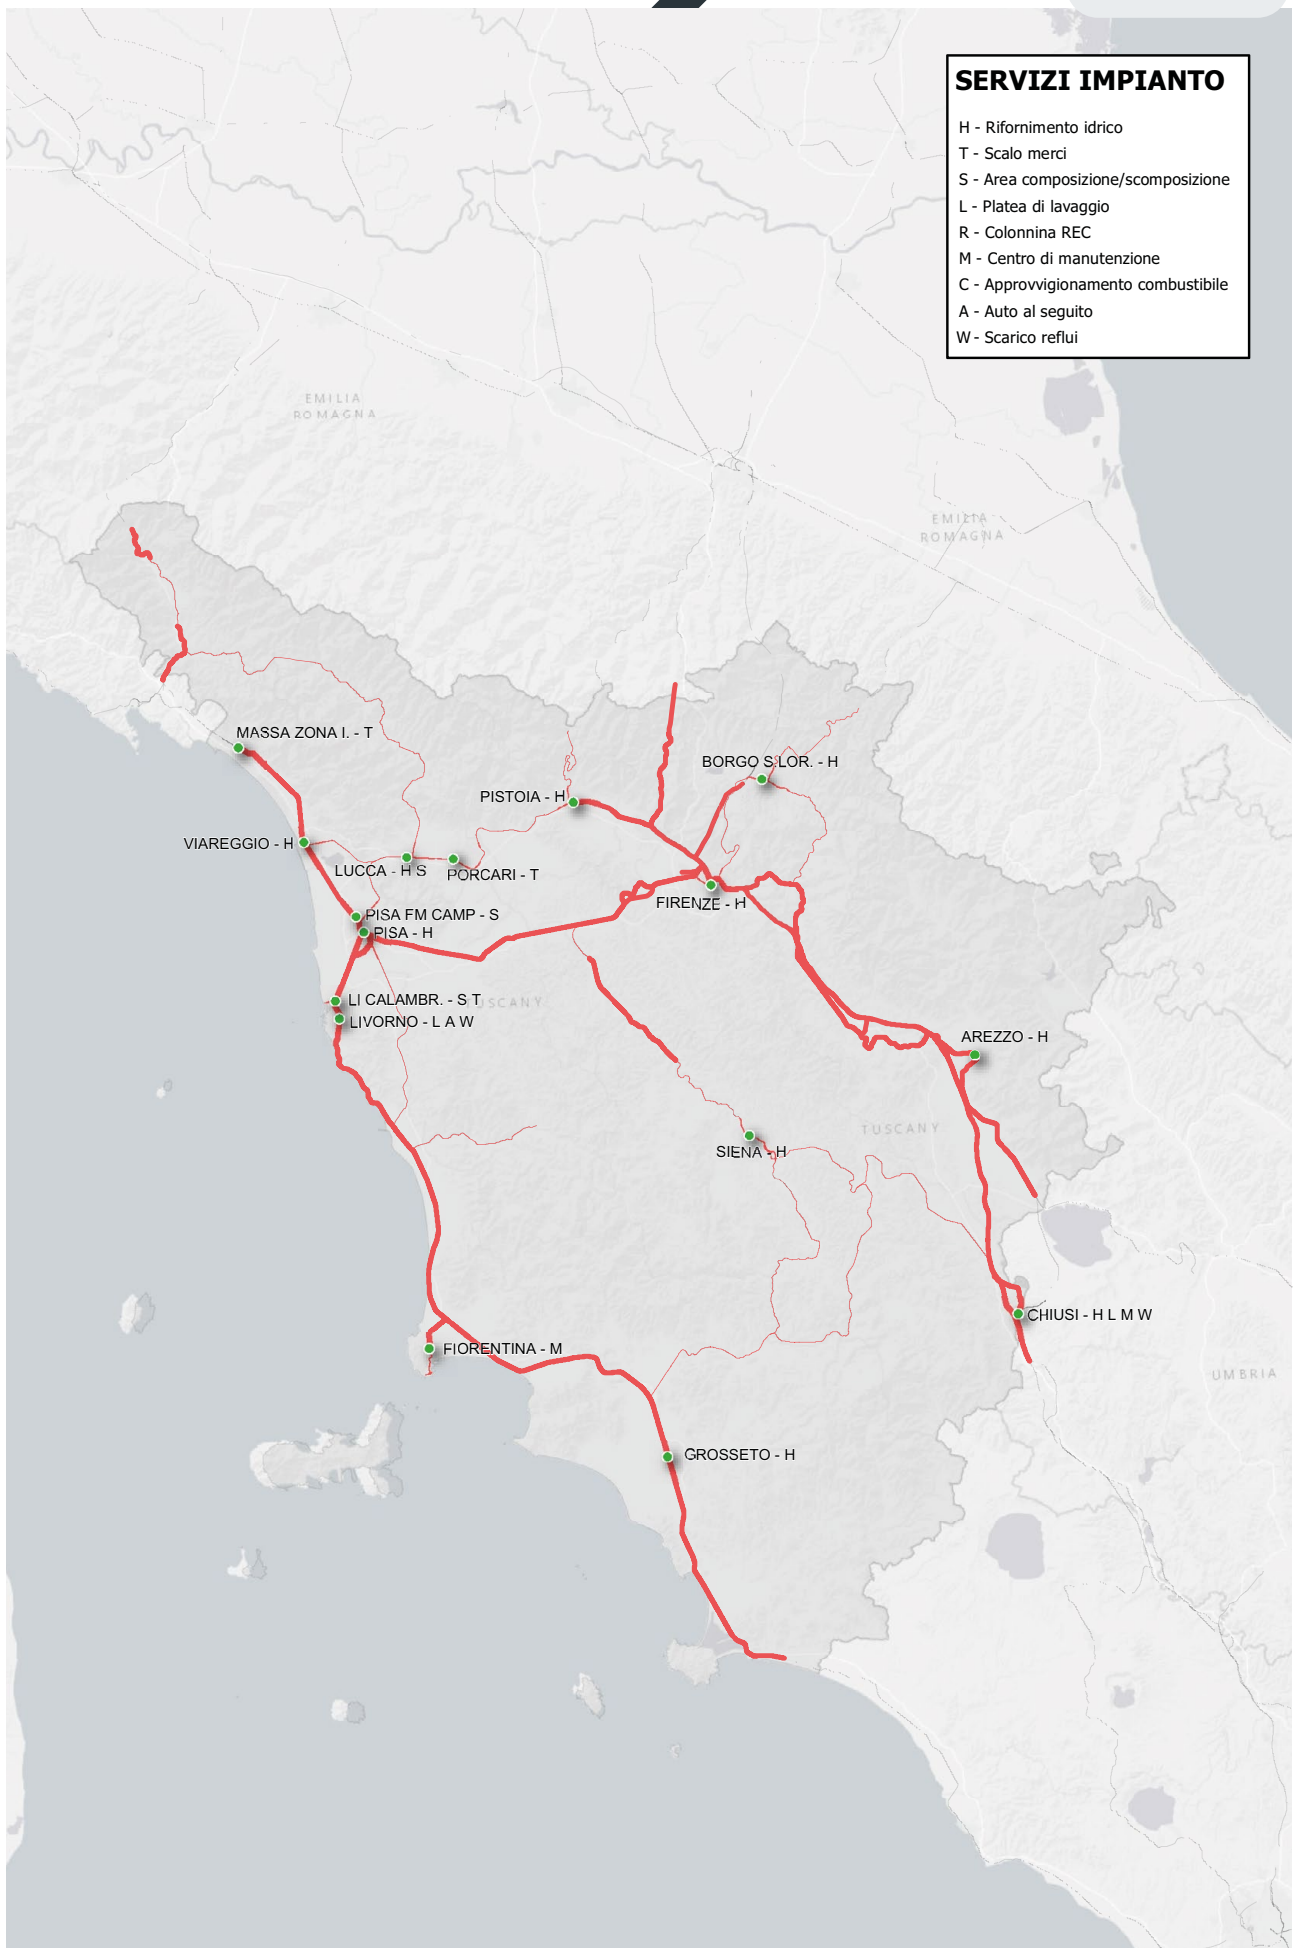 SERVIZI IMPIANTO
H - Rifornimento idrico
T - Scalo merci
S - Area composizione/scomposizione
L - Platea di lavaggio
R - Colonnina REC
M - Centro di manutenzione
C - Approvvigionamento combustibile
A - Auto al seguito
W - Scarico reflui
EMILIA
ROMAGNA
EMILIA-
ROMAGNA
MASSA ZONA I. - T
BORGO S.LOR. - H
PISTOIA - H
VIAREGGIO - H
LUCCA - H S
PORCARI - T
FIRENZE - H
PISA FM CAMP - S
PISA - H
LI CALAMBR. - S T
TUSCANY
LIVORNO - L A W
AREZZO - H
TUSCANY
SIENA - H
CHIUSI - H L M W
FIORENTINA - M
UMBRIA
GROSSETO - H